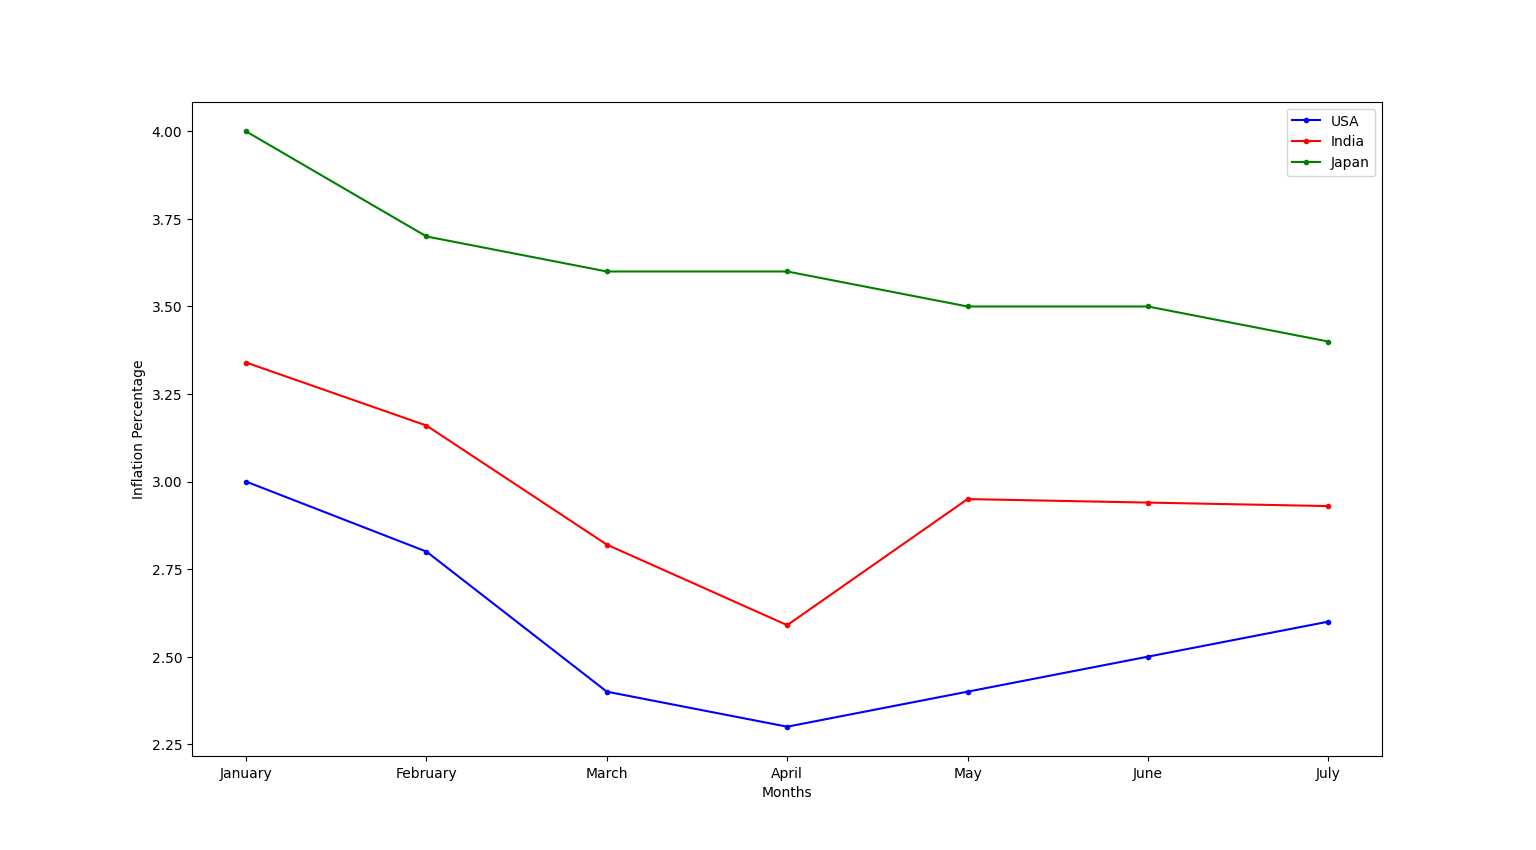 USA
India
Japan
4.00
3.75
3.50
3.25
3.00
2.75
2.50
2.25
Inflation Percentage
January February March April May June July
Months